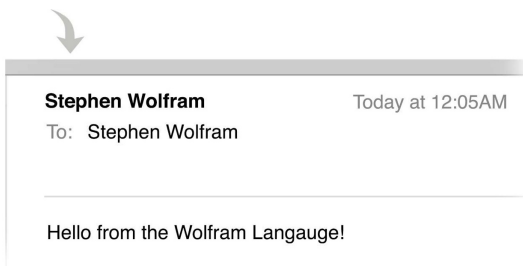 Stephen Wolfram Today at 12:05AM
To: Stephen Wolfram
Hello from the Wolfram Langauge!